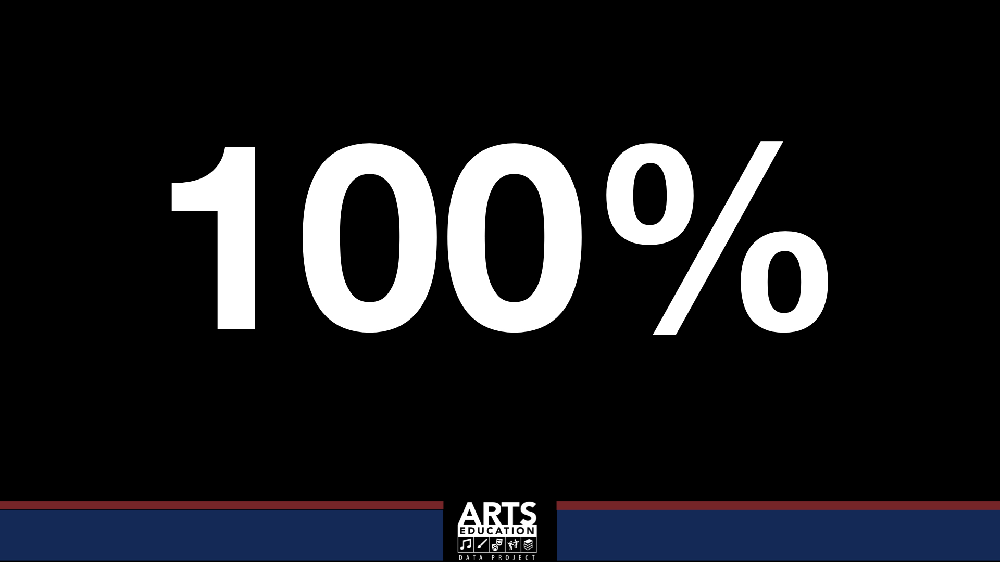 100%
ARTS
EDUCATION
DATA PROJECT